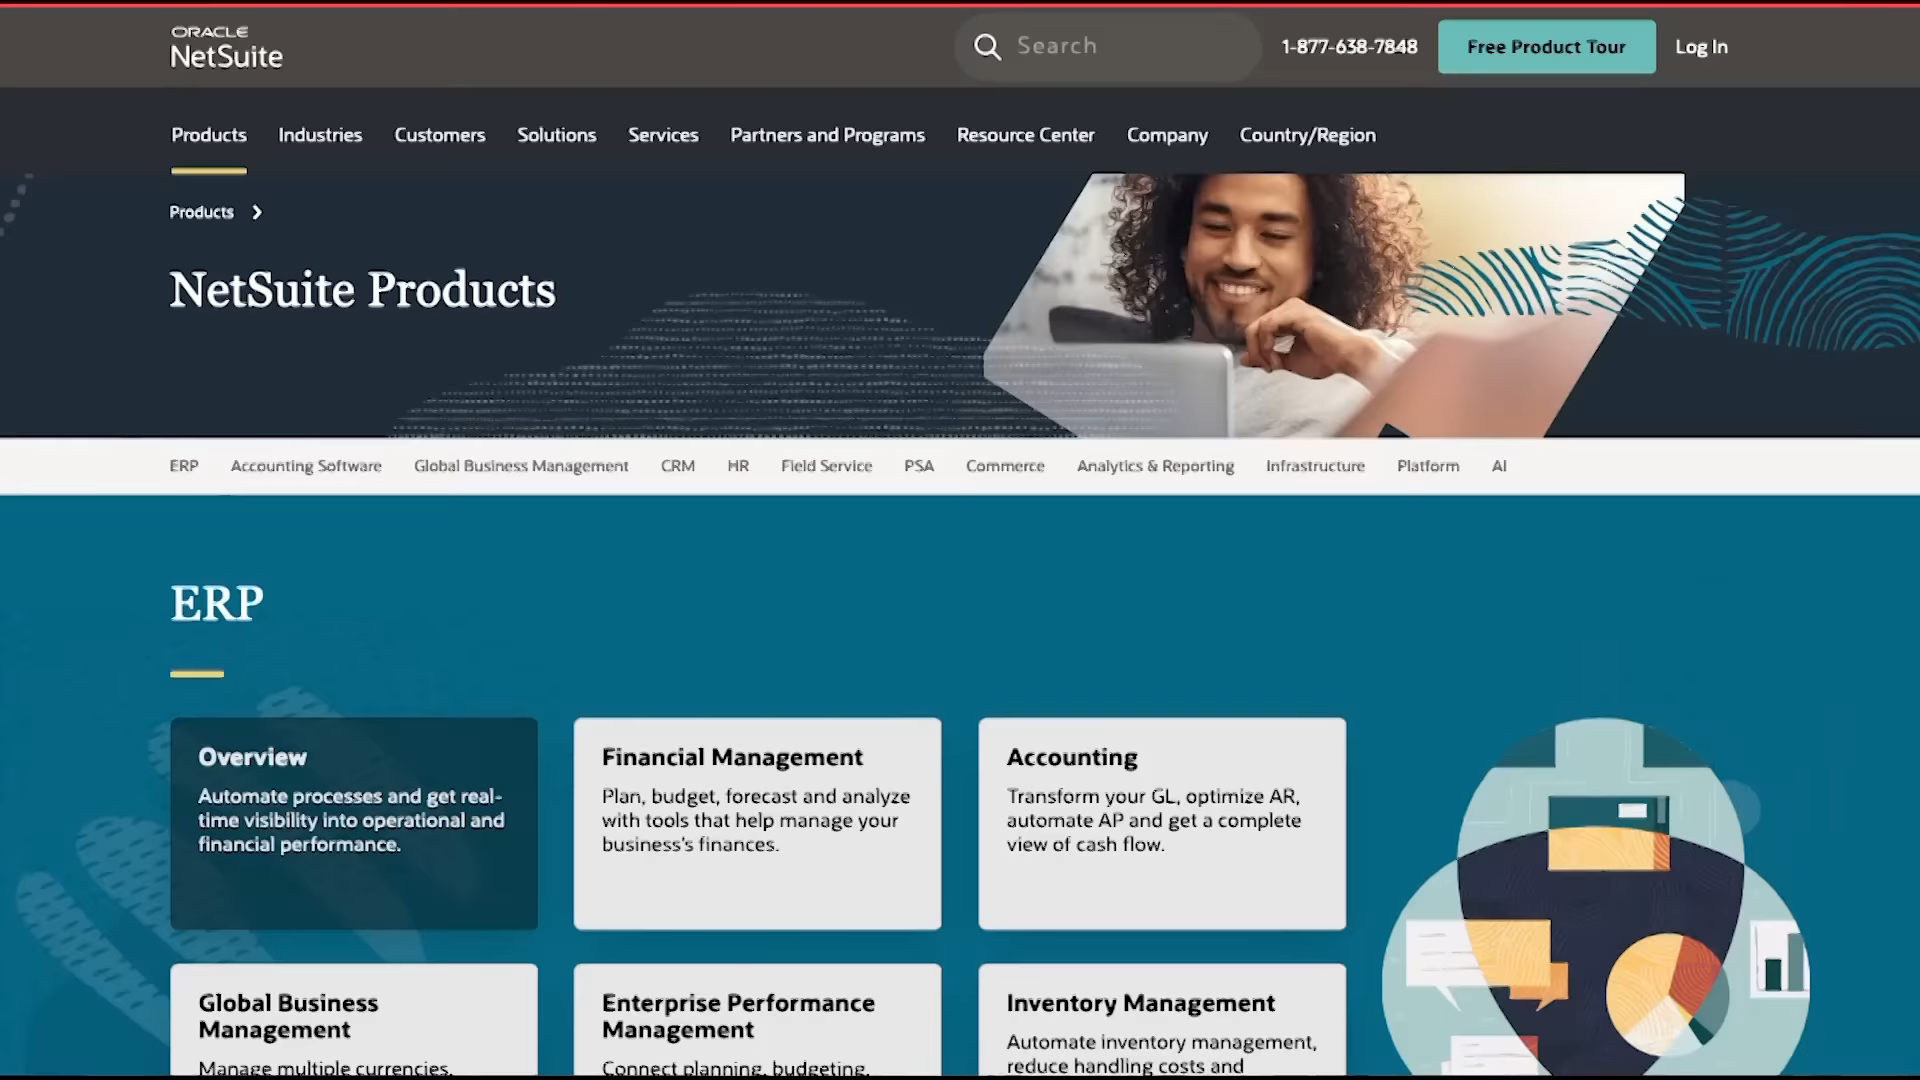 ORACLE
NetSuite
Search
1-877-638-7848
Free Product Tour
Log In
Products
Industries
Customers
Solutions
Services
Partners and Programs
Resource Center
Company
Country/Region
Products
NetSuite Products
ERP
Accounting Software
Global Business Management
CRM
HR
Field Service
PSA
Commerce
Analytics & Reporting
Infrastructure
Platform
AI
ERP
Overview
Automate processes and get real-
time visibility into operational and
financial performance.
Financial Management
Plan, budget, forecast and analyze
with tools that help manage your
business's finances.
Accounting
Transform your GL, optimize AR,
automate AP and get a complete
view of cash flow.
Global Business
Management
Manage multiple currencies,
Enterprise Performance
Management
Connect planning, budgeting,
Inventory Management
Automate inventory management,
reduce handling costs and